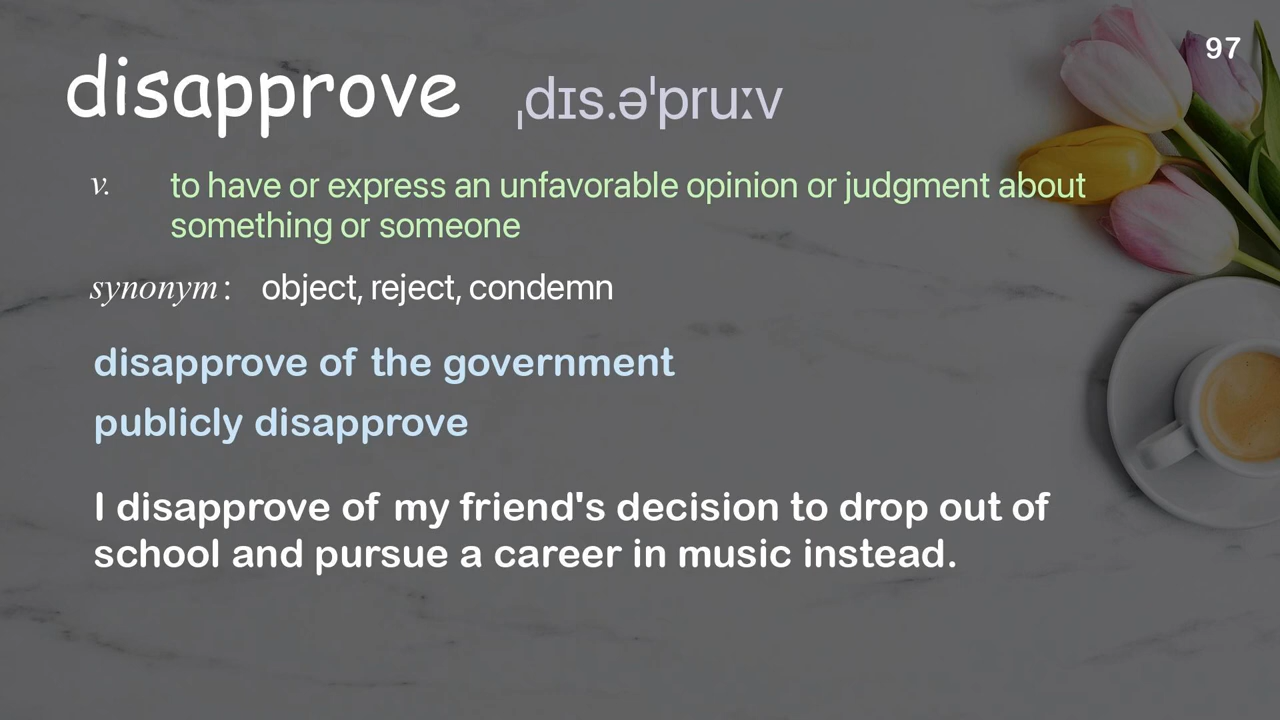 97
disapprove ˌdɪs.əˈpruːv
v. to have or express an unfavorable opinion or judgment about
something or someone
synonym: object, reject, condemn
disapprove of the government
publicly disapprove
I disapprove of my friend's decision to drop out of
school and pursue a career in music instead.